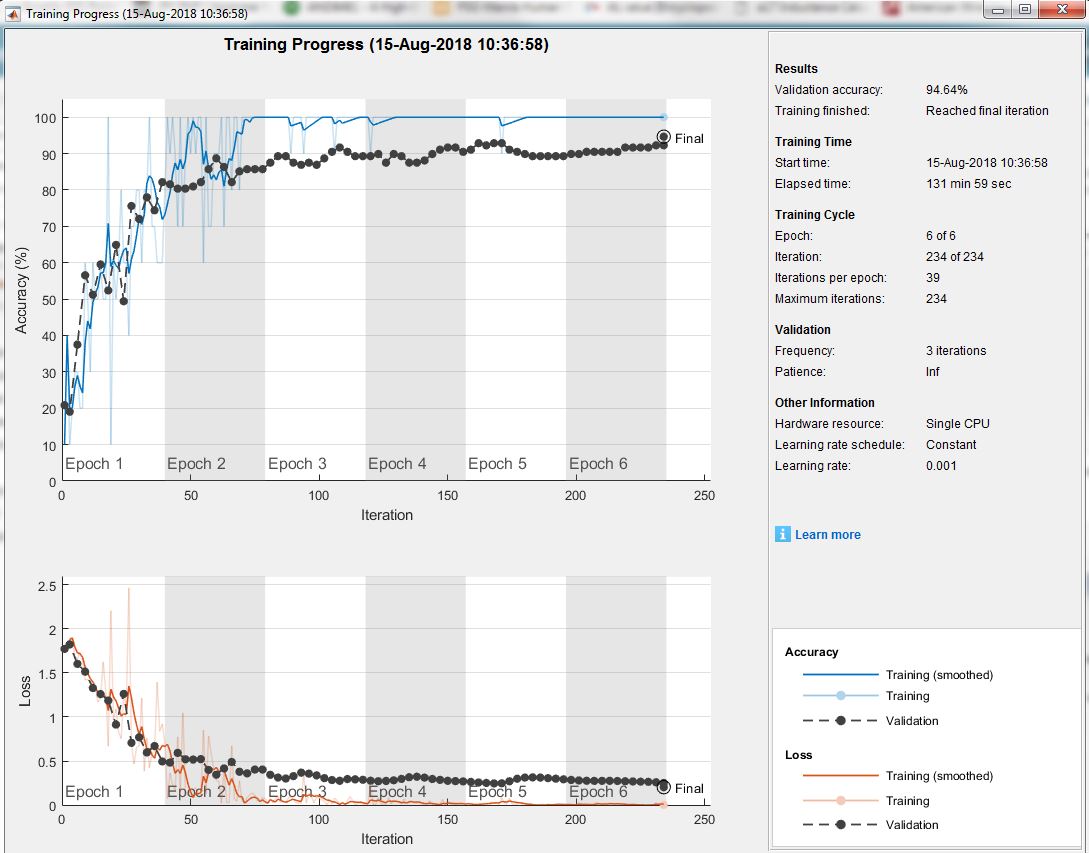 Training Progress (15-Aug-2018 10:36:58)
Training Progress (15-Aug-2018 10:36:58)
100
90
80
70
60
50
40
30
20
10
0
Accuracy (%)
Final
Epoch 1 Epoch 2 Epoch 3 Epoch 4 Epoch 5 Epoch 6
0 50 100 150 200 250
Iteration
2.5
2
1.5
1
0.5
0
Loss
Final
Epoch 1 Epoch 2 Epoch 3 Epoch 4 Epoch 5 Epoch 6
0 50 100 150 200 250
Iteration
Results
Validation accuracy: 94.64%
Training finished: Reached final iteration
Training Time
Start time: 15-Aug-2018 10:36:58
Elapsed time: 131 min 59 sec
Training Cycle
Epoch: 6 of 6
Iteration: 234 of 234
Iterations per epoch: 39
Maximum iterations: 234
Validation
Frequency: 3 iterations
Patience: Inf
Other Information
Hardware resource: Single CPU
Learning rate schedule: Constant
Learning rate: 0.001
i Learn more
Accuracy
Training (smoothed)
Training
Validation
Loss
Training (smoothed)
Training
Validation